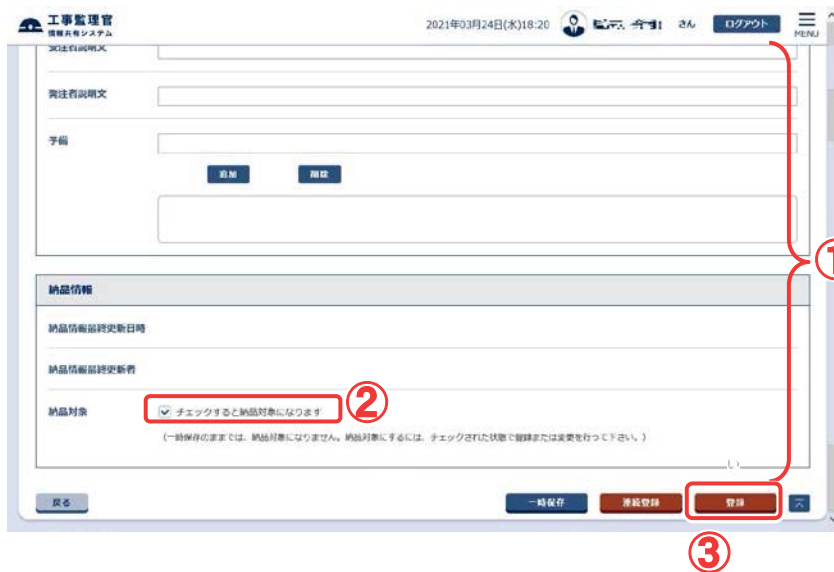 工事監理官
情報共有システム
2021年03月24日(水)18:20
さん
ログアウト
MENU
受注者説明文
発注者説明文
予備
追加
削除
①
納品情報
納品情報最終更新日時
納品情報最終更新者
納品対象
チェックすると納品対象になります
②
(一時保存のままでは、納品対象になりません。納品対象にするには、チェックされた状態で登録または変更を行って下さい。)
い
戻る
一時保存
連続登録
登録
③